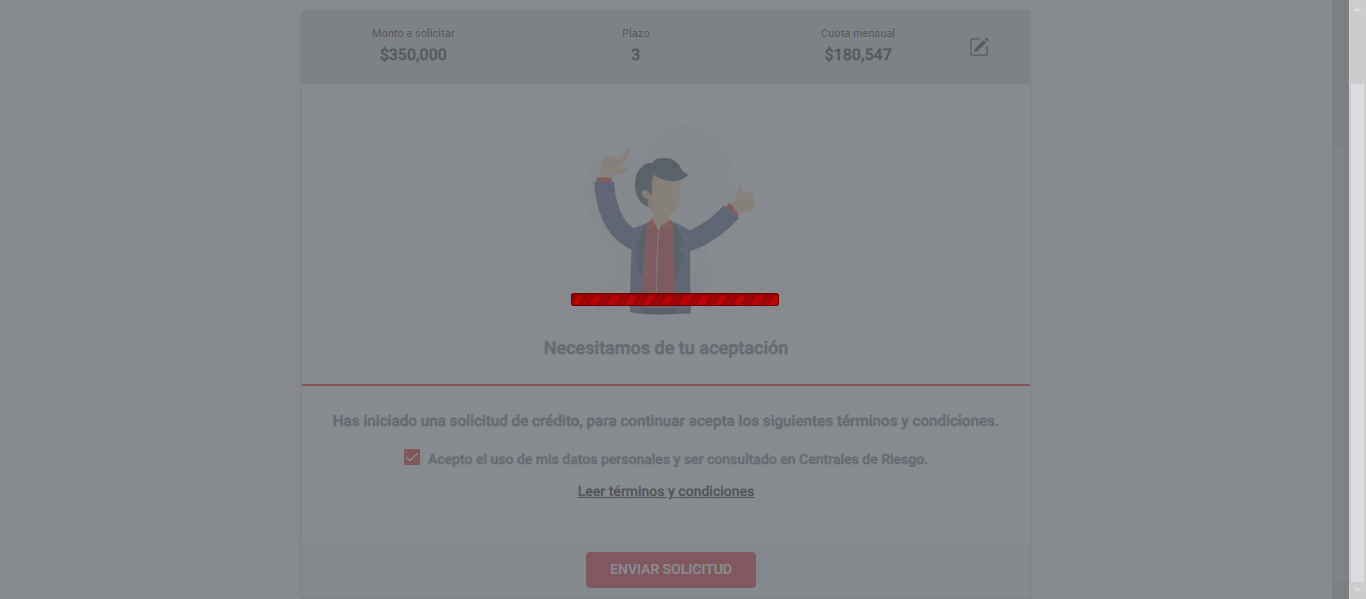 Monto a solicitar
Plazo
Cuota mensual
$350,000
3
$180,547
Necesitamos de tu aceptación
Has iniciado una solicitud de crédito, para continuar acepta los siguientes términos y condiciones.
Acepto el uso de mis datos personales y ser consultado en Centrales de Riesgo.
Leer términos y condiciones
ENVIAR SOLICITUD